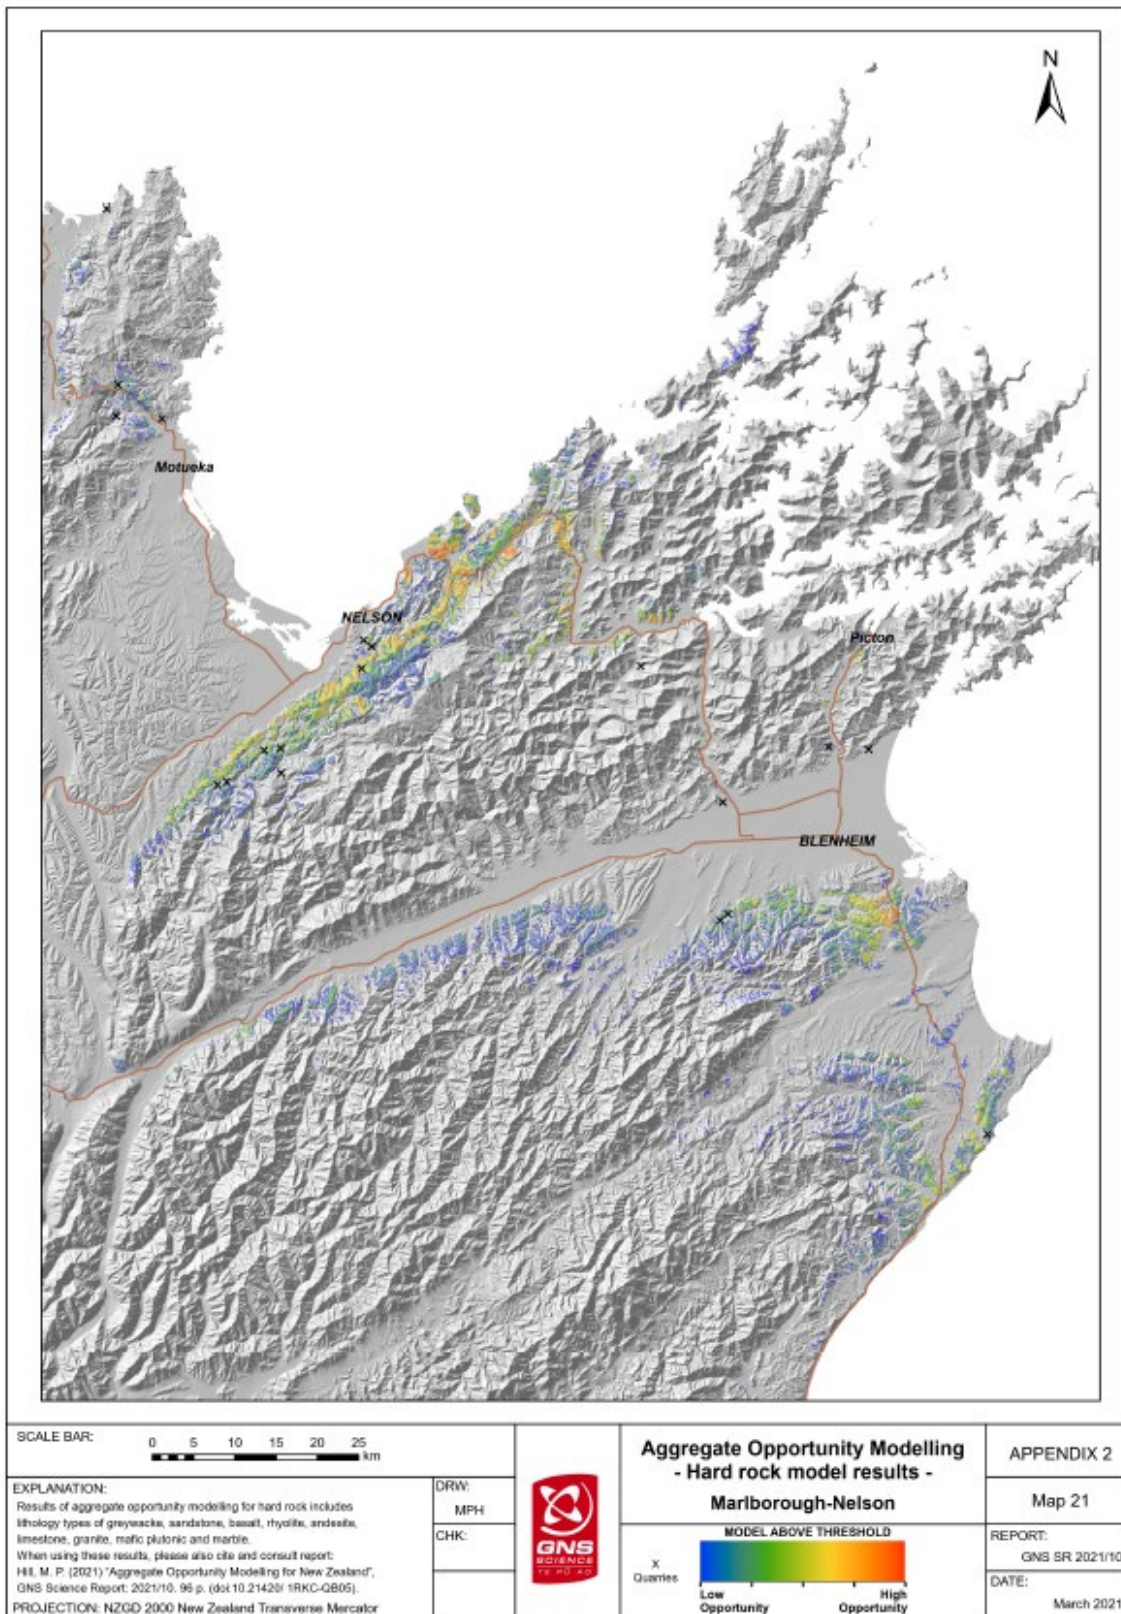 N
Motueka
NELSON
Picton
BLENHEIM
SCALE BAR:
0 5 10 15 20 25
km
EXPLANATION:
Results of aggregate opportunity modelling for hard rock includes
lithology types of greywacke, sandstone, basalt, rhyolite, andesite,
limestone, granite, mafic plutonic and marble.
When using these results, please also cite and consult report:
Hill, M. P. (2021) "Aggregate Opportunity Modelling for New Zealand",
GNS Science Report: 2021/10. 96 p. (doi:10.21420/ 1RKC-QB05).
PROJECTION: NZGD 2000 New Zealand Transverse Mercator
DRW:
MPH
CHK:
GNS
SCIENCE
TE PŪ AO
Aggregate Opportunity Modelling
- Hard rock model results -
Marlborough-Nelson
MODEL ABOVE THRESHOLD
X
Quarries
Low
Opportunity
High
Opportunity
APPENDIX 2
Map 21
REPORT:
GNS SR 2021/10
DATE:
March 2021